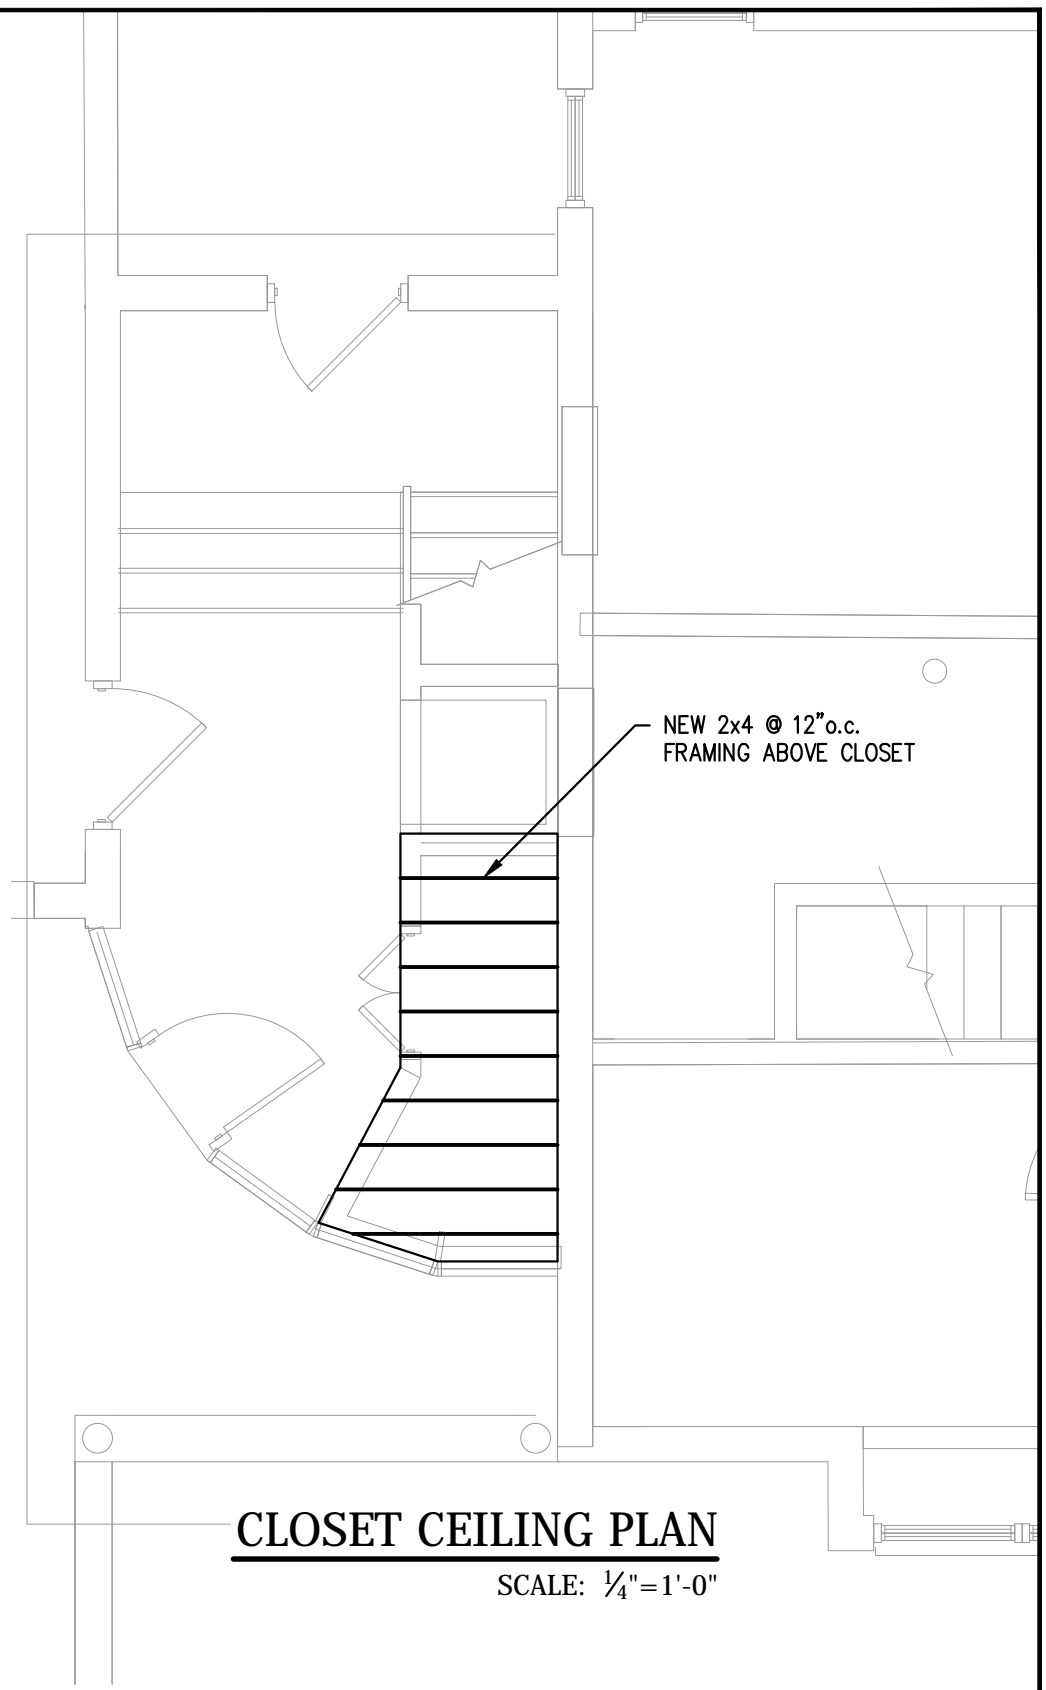 NEW 2x4 @ 12"o.c.
FRAMING ABOVE CLOSET
CLOSET CEILING PLAN
SCALE: ¼"=1'-0"